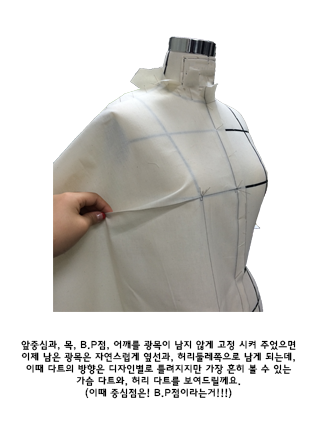 앞중심과, 목, B.P점, 어깨를 광목이 남지 않게 고정 시켜 주었으면
이제 남은 광목은 자연스럽게 옆선과, 허리둘레쪽으로 남게 되는데,
이때 다트의 방향은 디자인별로 틀려지지만 가장 흔히 볼 수 있는
가슴 다트와, 허리 다트를 보여드릴께요.
(이때 중심점은! B.P점이라는거!!!)